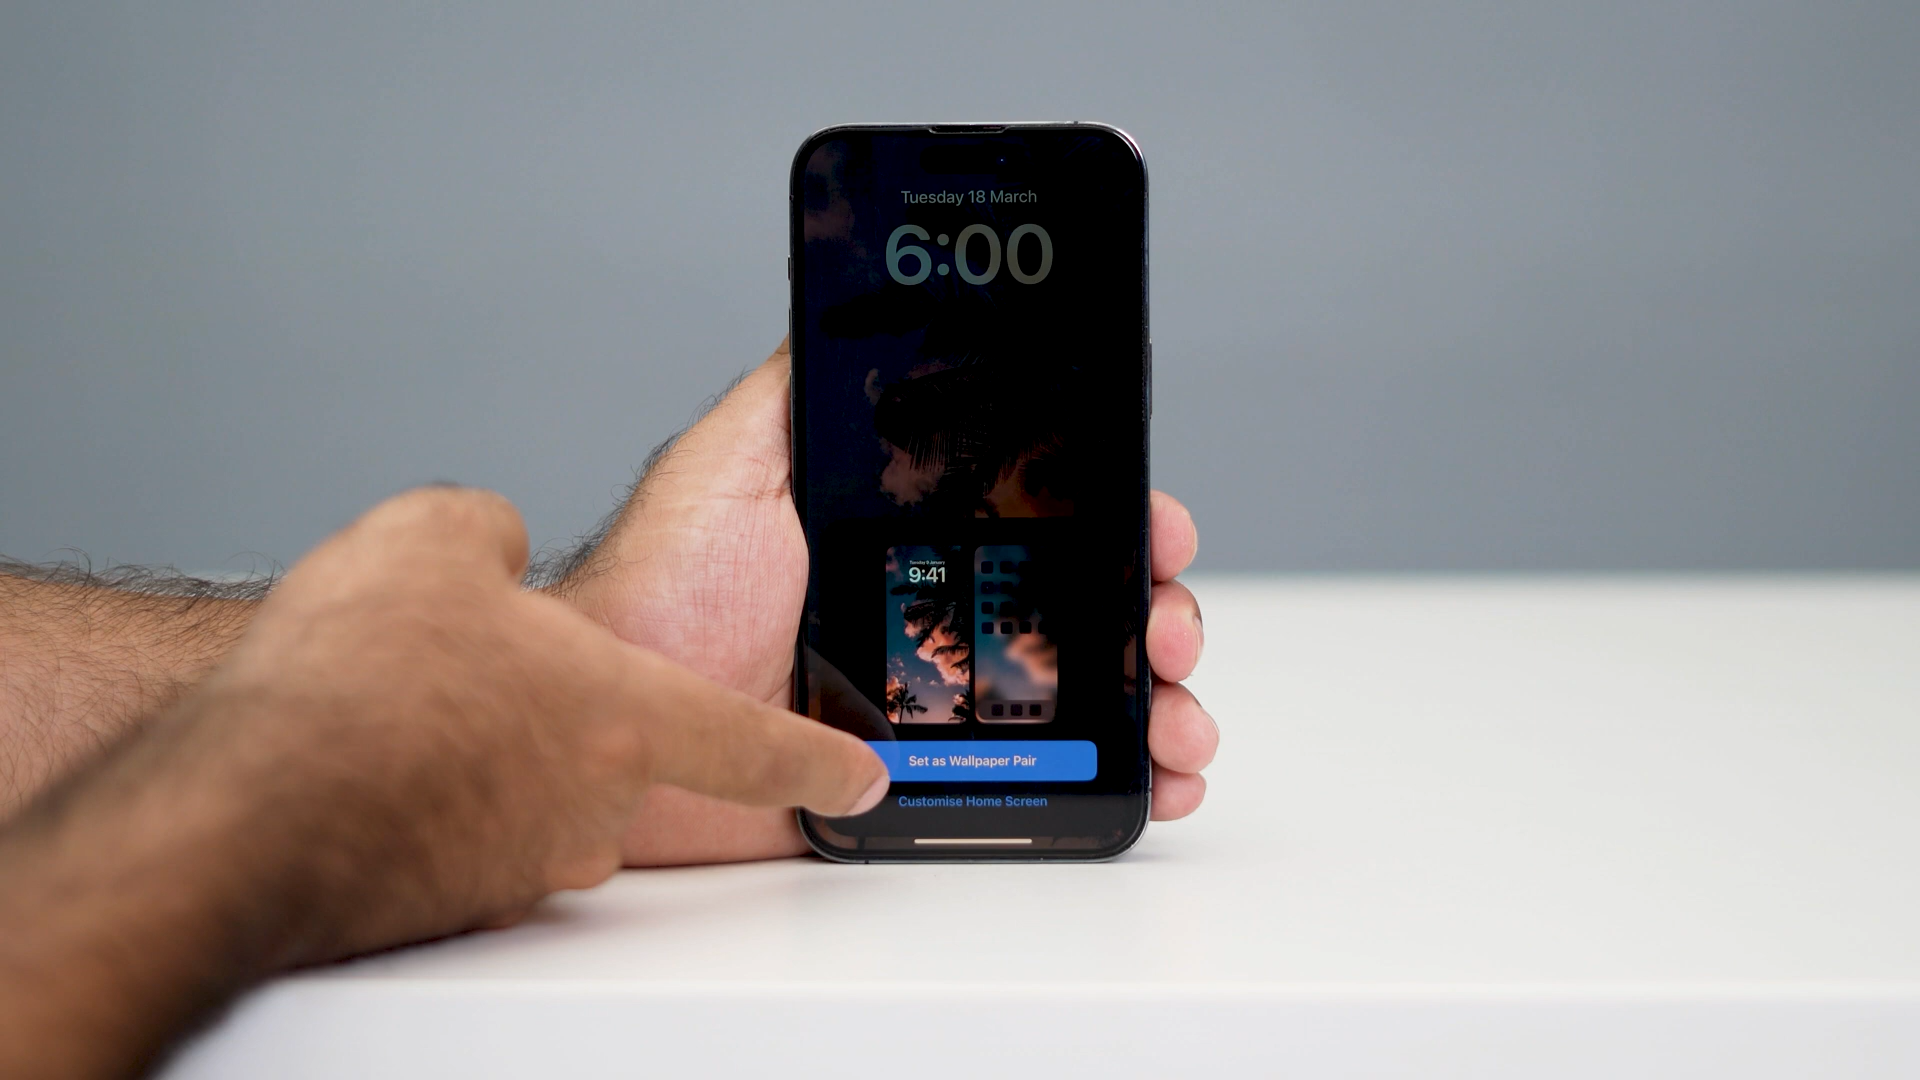 Tuesday 18 March
6:00
9:41
Set as Wallpaper Pair
Customise Home Screen